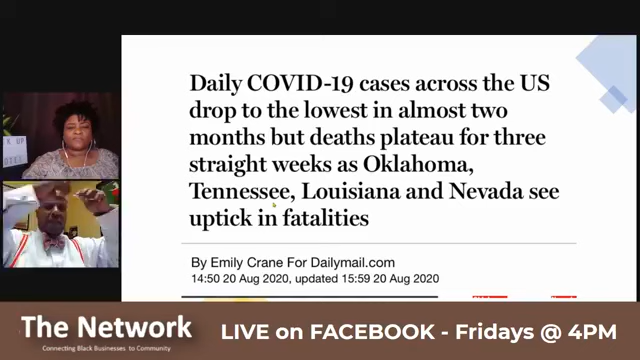 Daily COVID-19 cases across the US
drop to the lowest in almost two
months but deaths plateau for three
straight weeks as Oklahoma,
Tennessee, Louisiana and Nevada see
uptick in fatalities
By Emily Crane For Dailymail.com
14:50 20 Aug 2020, updated 15:59 20 Aug 2020
The Network
Connecting Black Businesses to Community
LIVE on FACEBOOK - Fridays @ 4PM